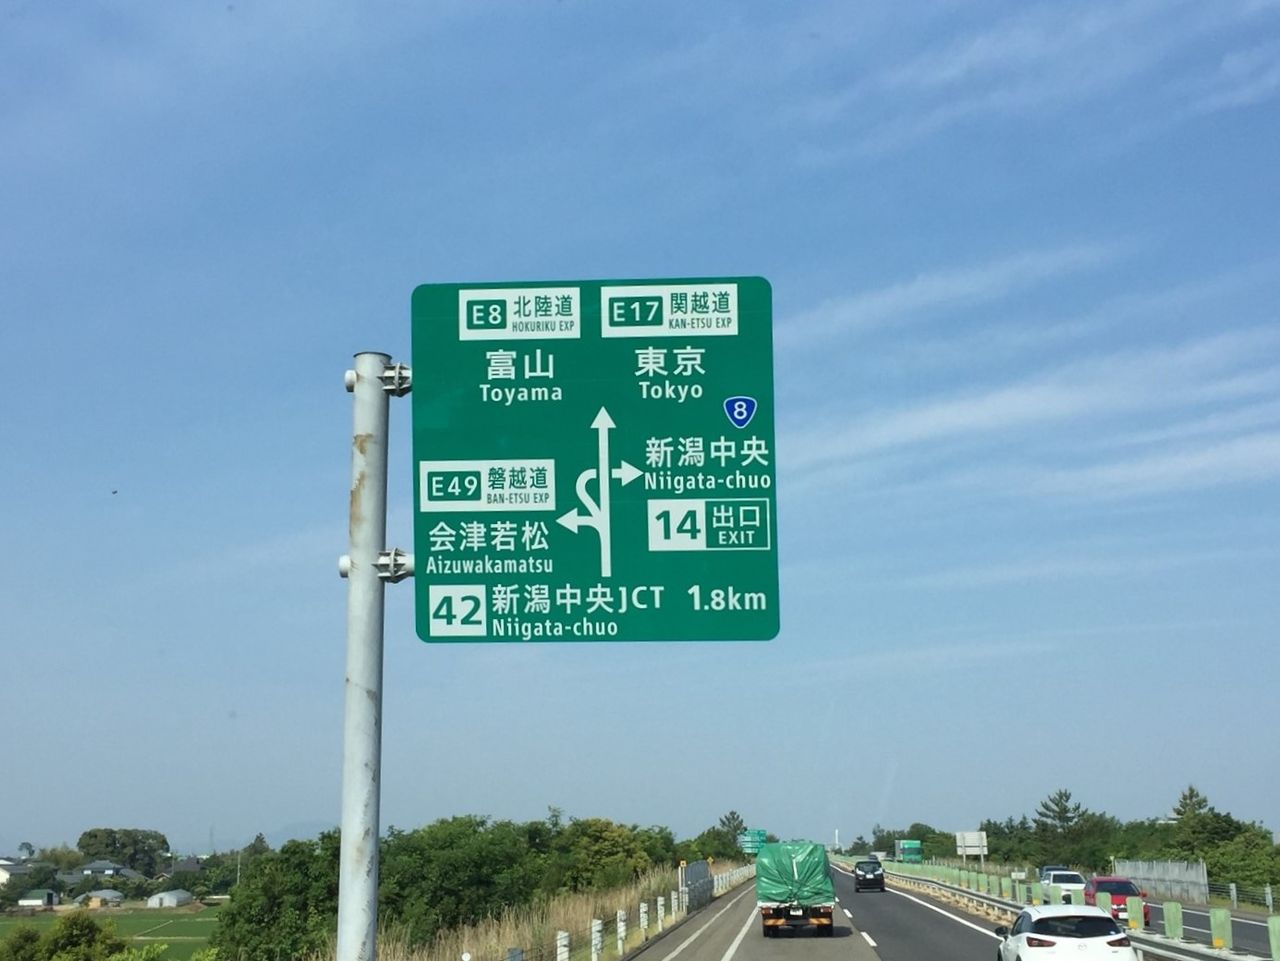 E8 北陸道 E17 関越道
HOKURIKU EXP KAN-ETSU EXP
富山 東京
Toyama Tokyo
8
新潟中央
Niigata-chuo
E49 磐越道
BAN-ETSU EXP
14 出口
EXIT
会津若松
Aizuwakamatsu
42 新潟中央JCT 1.8km
Niigata-chuo